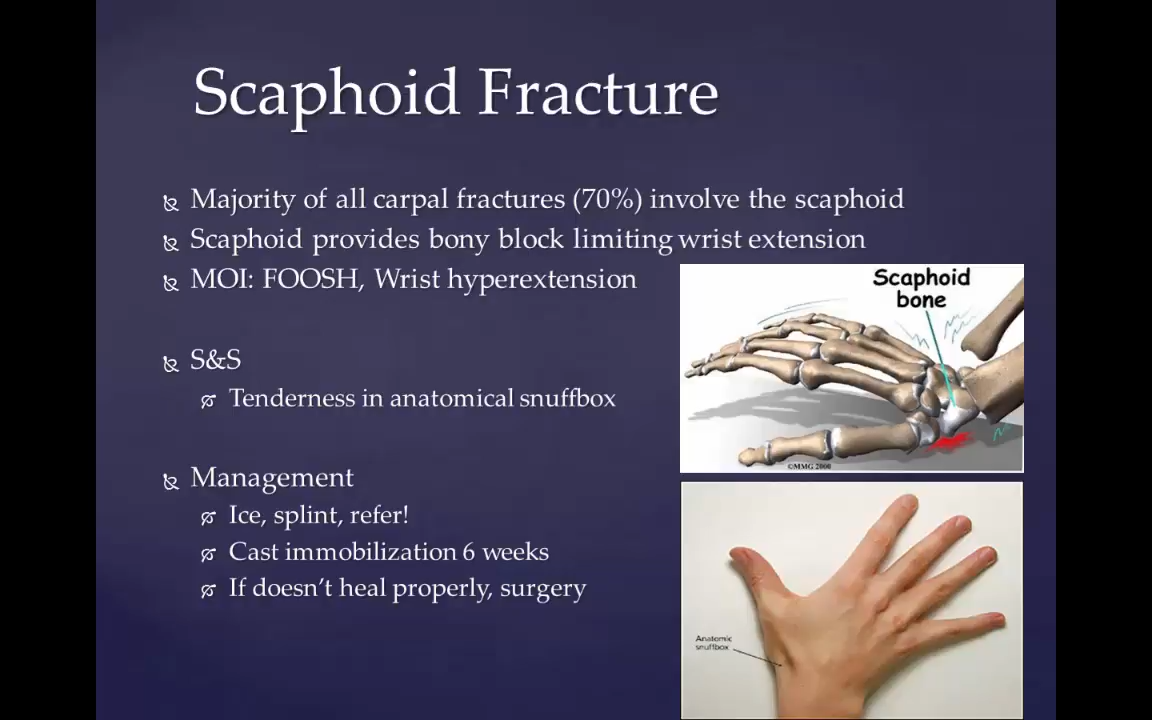 Scaphoid Fracture
Majority of all carpal fractures (70%) involve the scaphoid
Scaphoid provides bony block limiting wrist extension
MOI: FOOSH, Wrist hyperextension
S&S
Tenderness in anatomical snuffbox
Management
Ice, splint, refer!
Cast immobilization 6 weeks
If doesn't heal properly, surgery
Scaphoid
bone
©MMG 2000
Anatomic
snuffbox